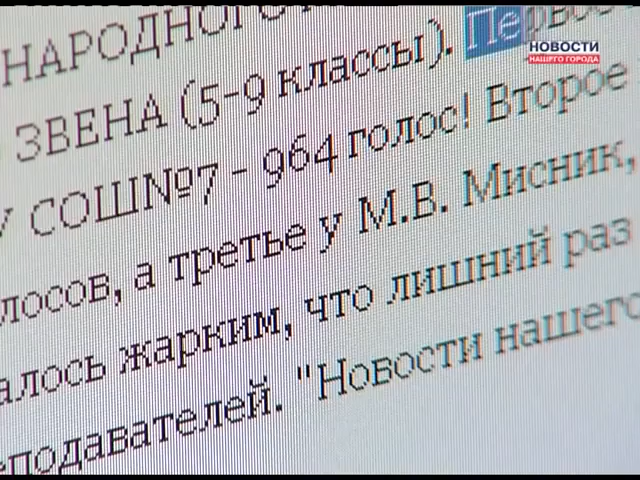 НАРОДНОГО
ЗВЕНА (5-9 классы). Первое
У СОШ№7 - 964 голос! Второе
лосов, а третье у М.В. Мисник,
алось жарким, что лишний раз
подавателей. "Новости нашего
НОВОСТИ
НАШЕГО ГОРОДА